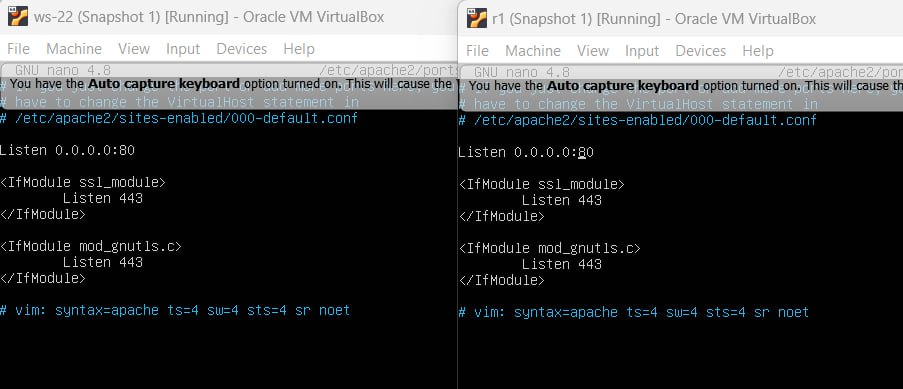 ws-22 (Snapshot 1) [Running] - Oracle VM VirtualBox
File Machine View Input Devices Help
GNU nano 4.8 /etc/apache2/ports
You have the Auto capture keyboard option turned on. This will cause the
# have to change the VirtualHost statement in
# /etc/apache2/sites-enabled/000-default.conf
Listen 0.0.0.0:80
<IfModule ssl_module>
Listen 443
</IfModule>
<IfModule mod_gnutls.c>
Listen 443
</IfModule>
# vim: syntax=apache ts=4 sw=4 sts=4 sr noet
r1 (Snapshot 1) [Running] - Oracle VM VirtualBox
File Machine View Input Devices Help
GNU nano 4.8 /etc/apache2/ports
You have the Auto capture keyboard option turned on. This will cause th
# have to change the VirtualHost statement in
# /etc/apache2/sites-enabled/000-default.conf
Listen 0.0.0.0:80
<IfModule ssl_module>
Listen 443
</IfModule>
<IfModule mod_gnutls.c>
Listen 443
</IfModule>
# vim: syntax=apache ts=4 sw=4 sts=4 sr noet